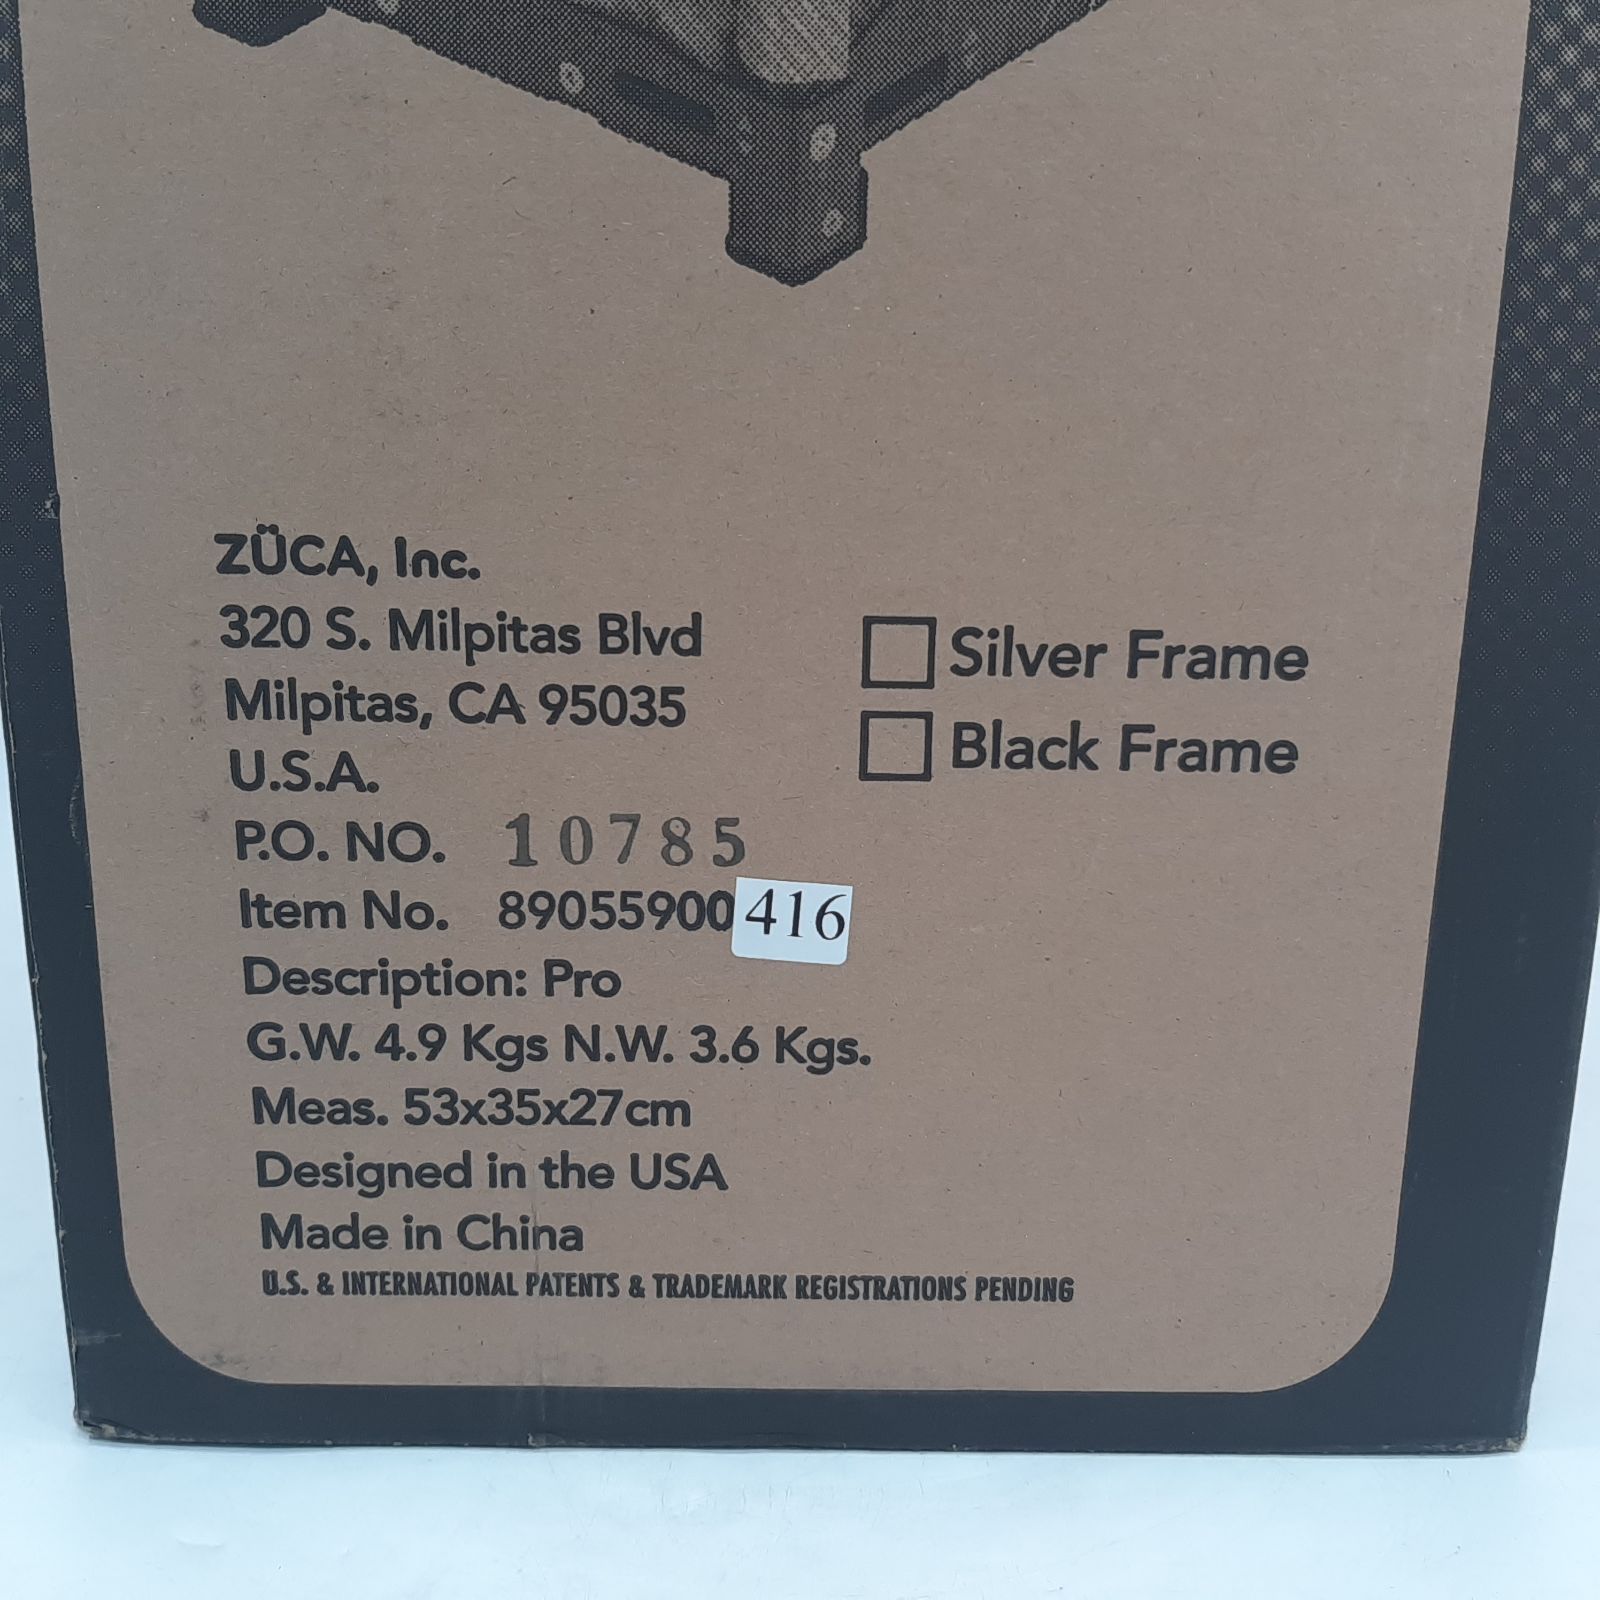 ZÜCA, Inc.
320 S. Milpitas Blvd
Milpitas, CA 95035
U.S.A.
P.O. NO. 10785
Item No. 89055900416
Description: Pro
G.W. 4.9 Kgs N.W. 3.6 Kgs.
Meas. 53x35x27cm
Designed in the USA
Made in China
U.S. & INTERNATIONAL PATENTS & TRADEMARK REGISTRATIONS PENDING
Silver Frame
Black Frame